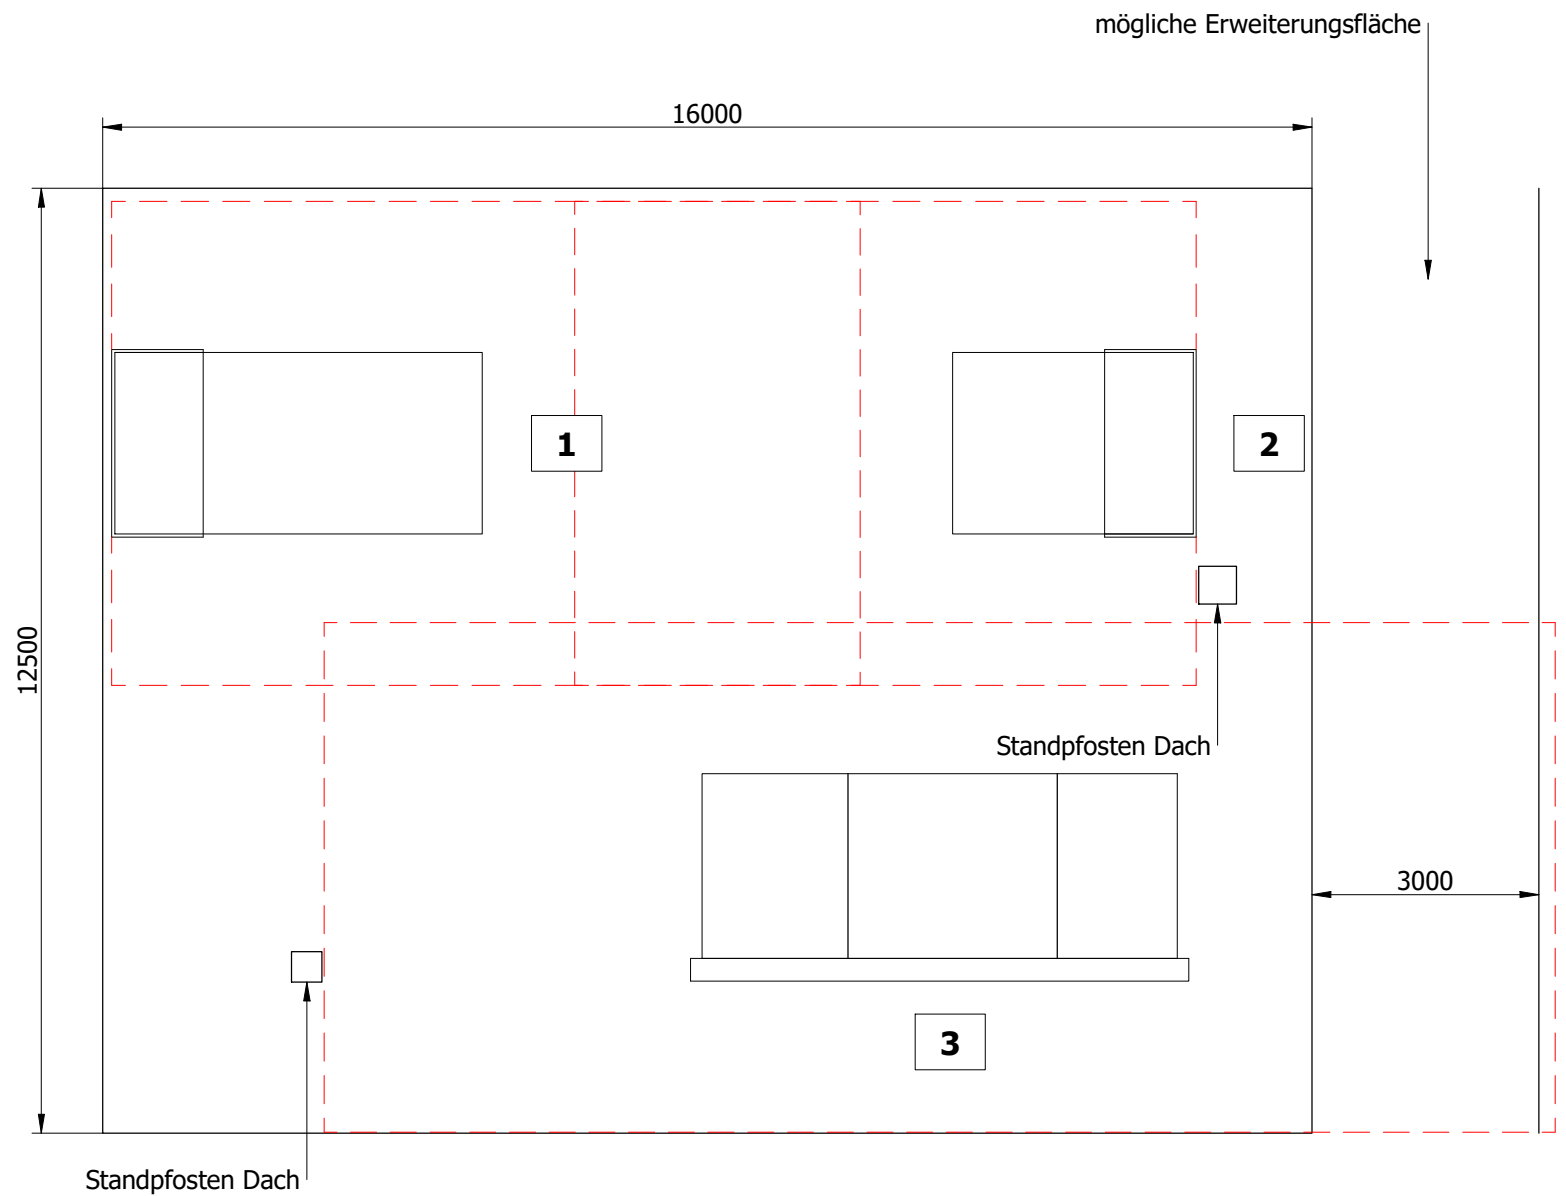 mögliche Erweiterungsfläche
16000
12500
1
2
Standpfosten Dach
3000
3
Standpfosten Dach